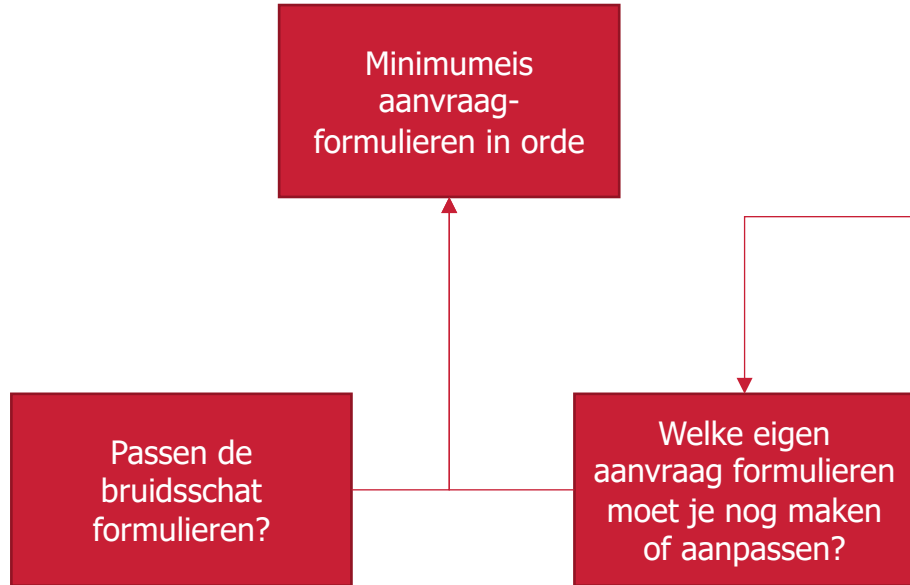 Minimumeis
aanvraag-
formulieren in orde
Passen de
bruidsschat
formulieren?
Welke eigen
aanvraag formulieren
moet je nog maken
of aanpassen?